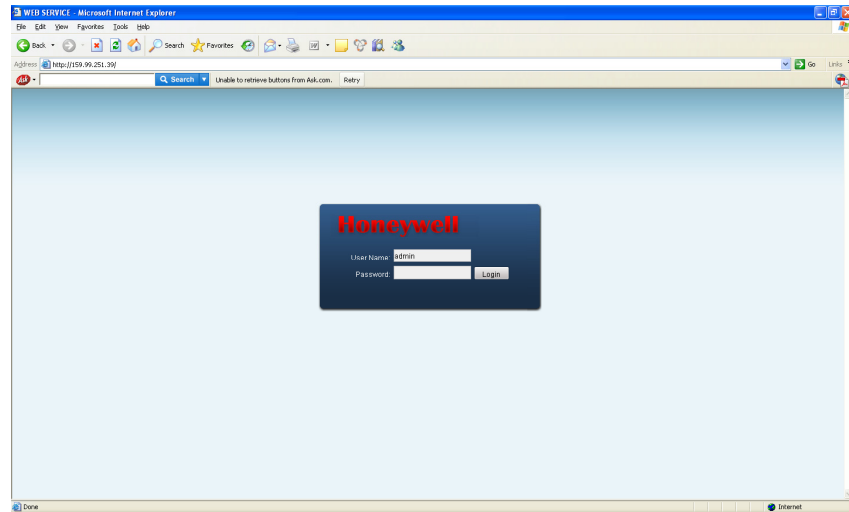 WEB SERVICE - Microsoft Internet Explorer
File Edit View Favorites Tools Help
Back Search Favorites
Address http://159.99.251.39/ Go Links
Ask Search Unable to retrieve buttons from Ask.com. Retry
Honeywell
User Name: admin
Password: Login
Done Internet